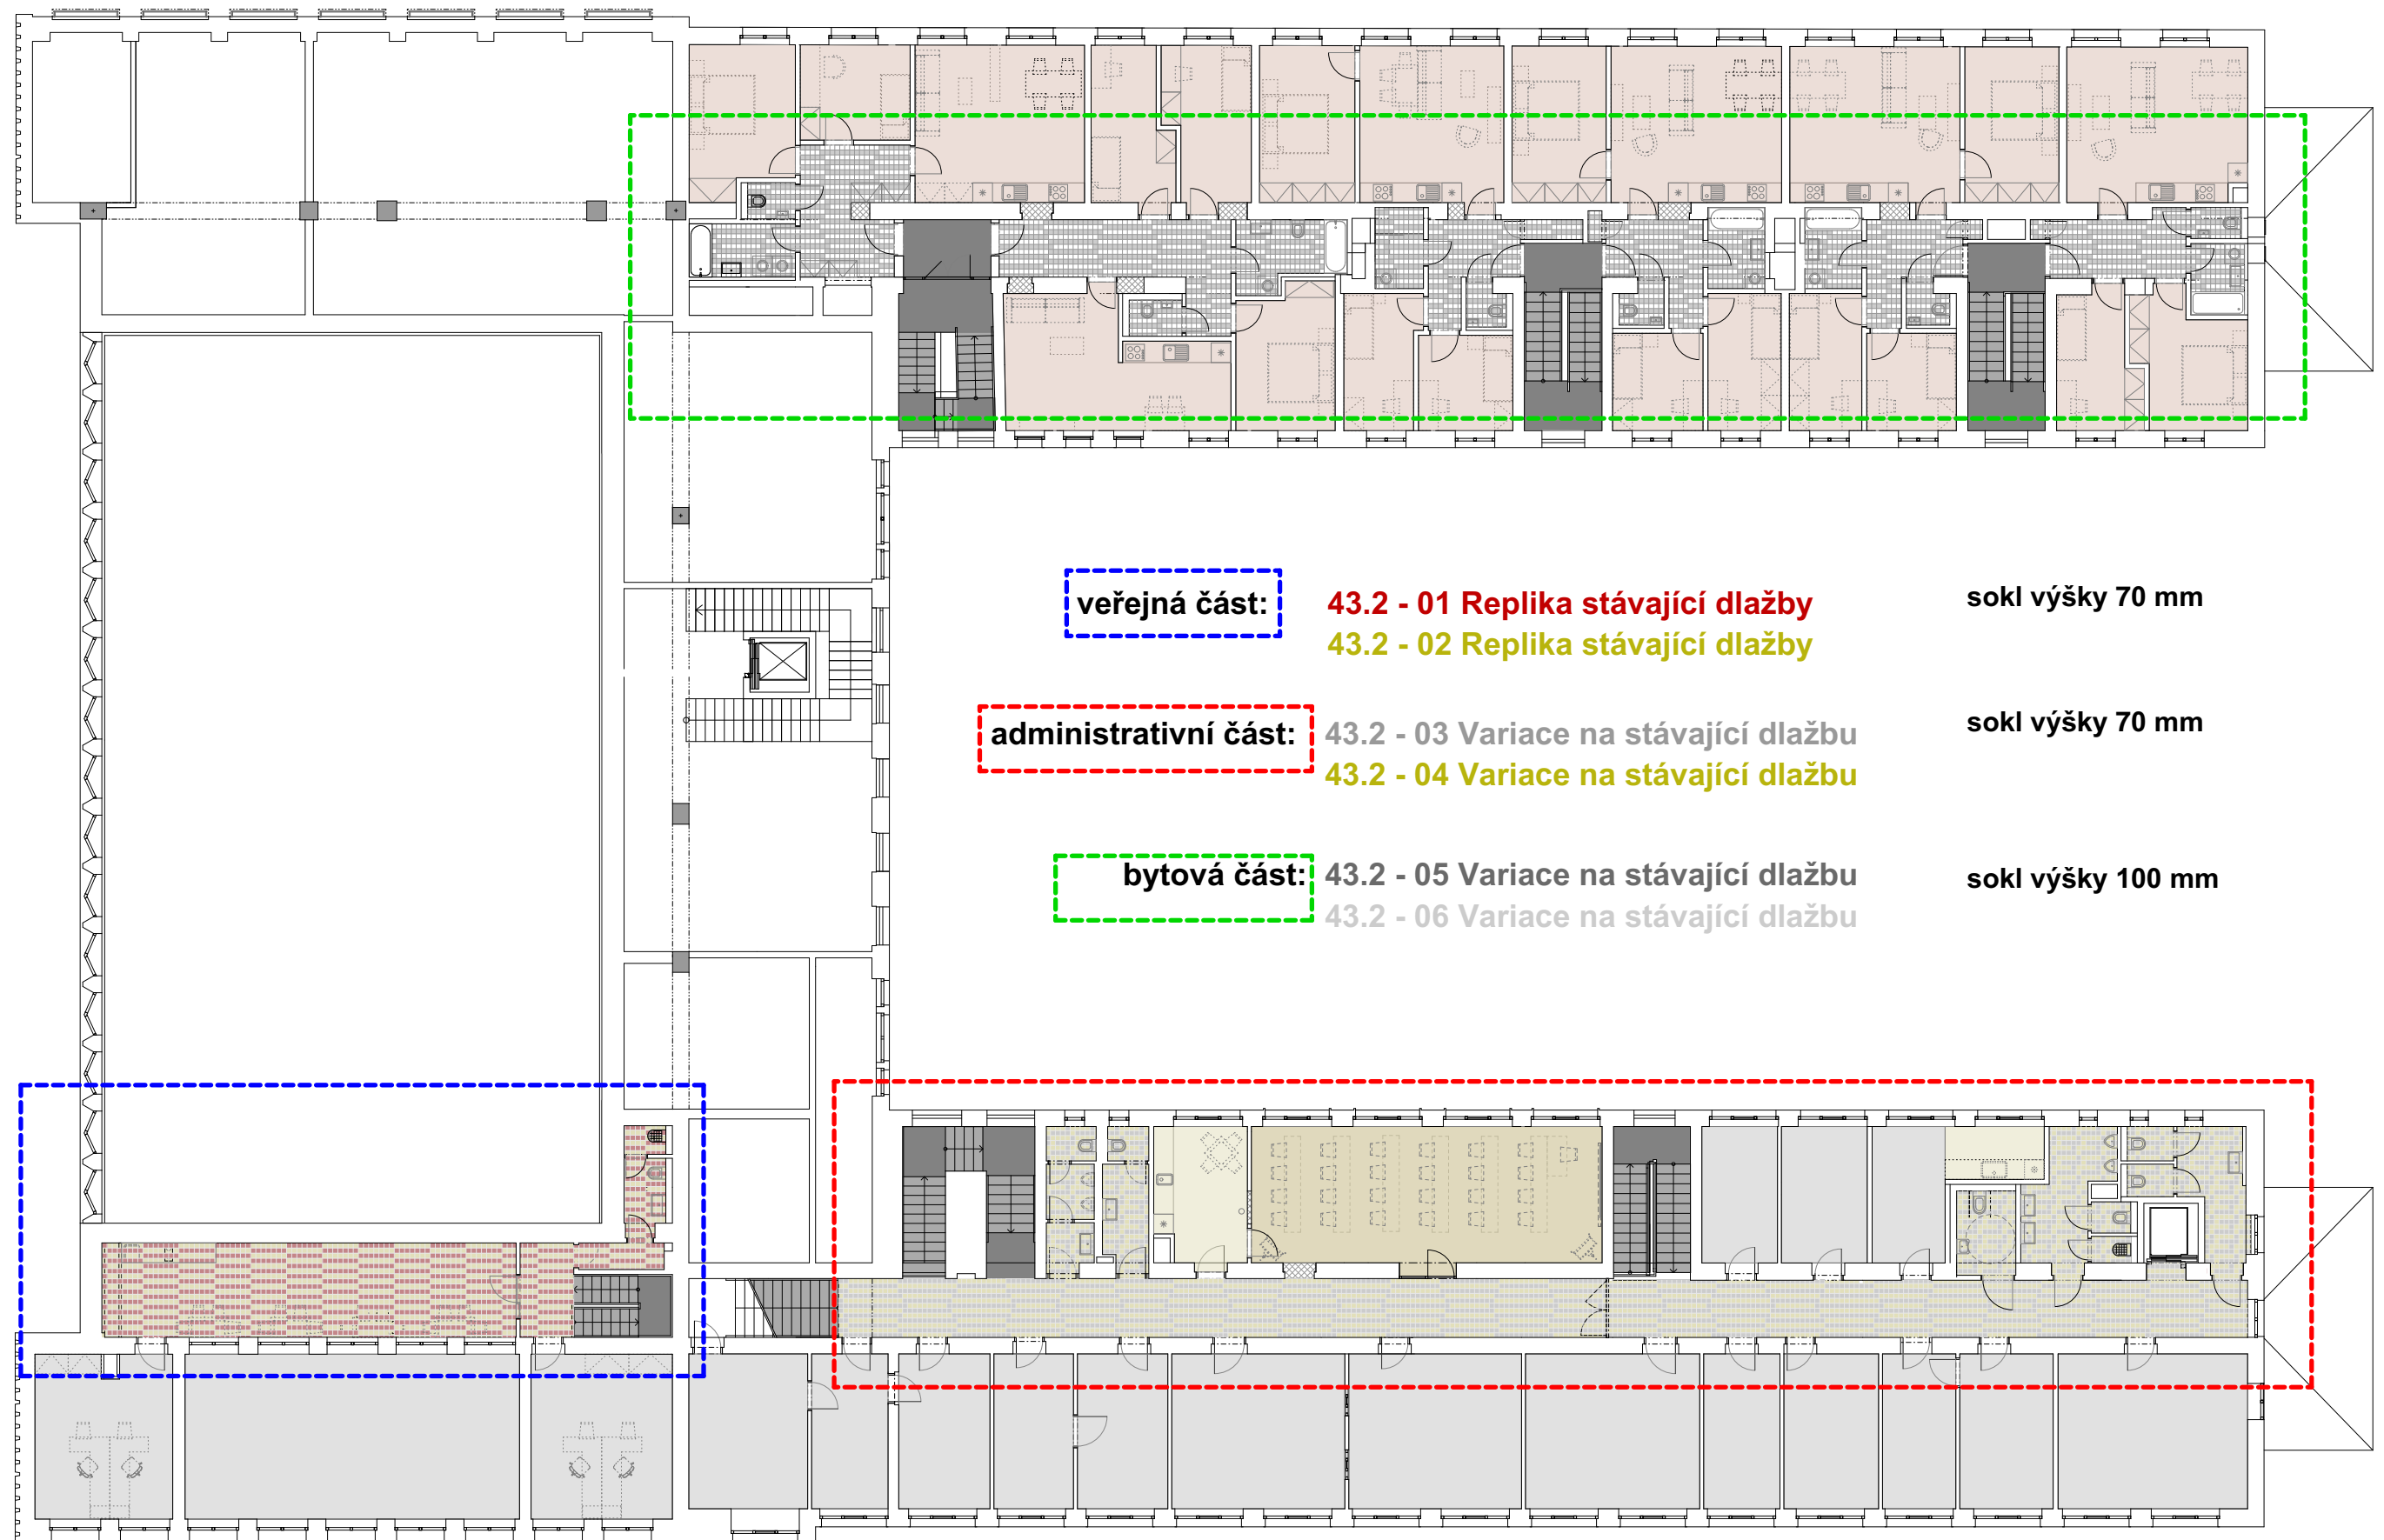 veřejná část: 43.2 - 01 Replika stávající dlažby sokl výšky 70 mm
43.2 - 02 Replika stávající dlažby
administrativní část: 43.2 - 03 Variace na stávající dlažbu sokl výšky 70 mm
43.2 - 04 Variace na stávající dlažbu
bytová část: 43.2 - 05 Variace na stávající dlažbu sokl výšky 100 mm
43.2 - 06 Variace na stávající dlažbu